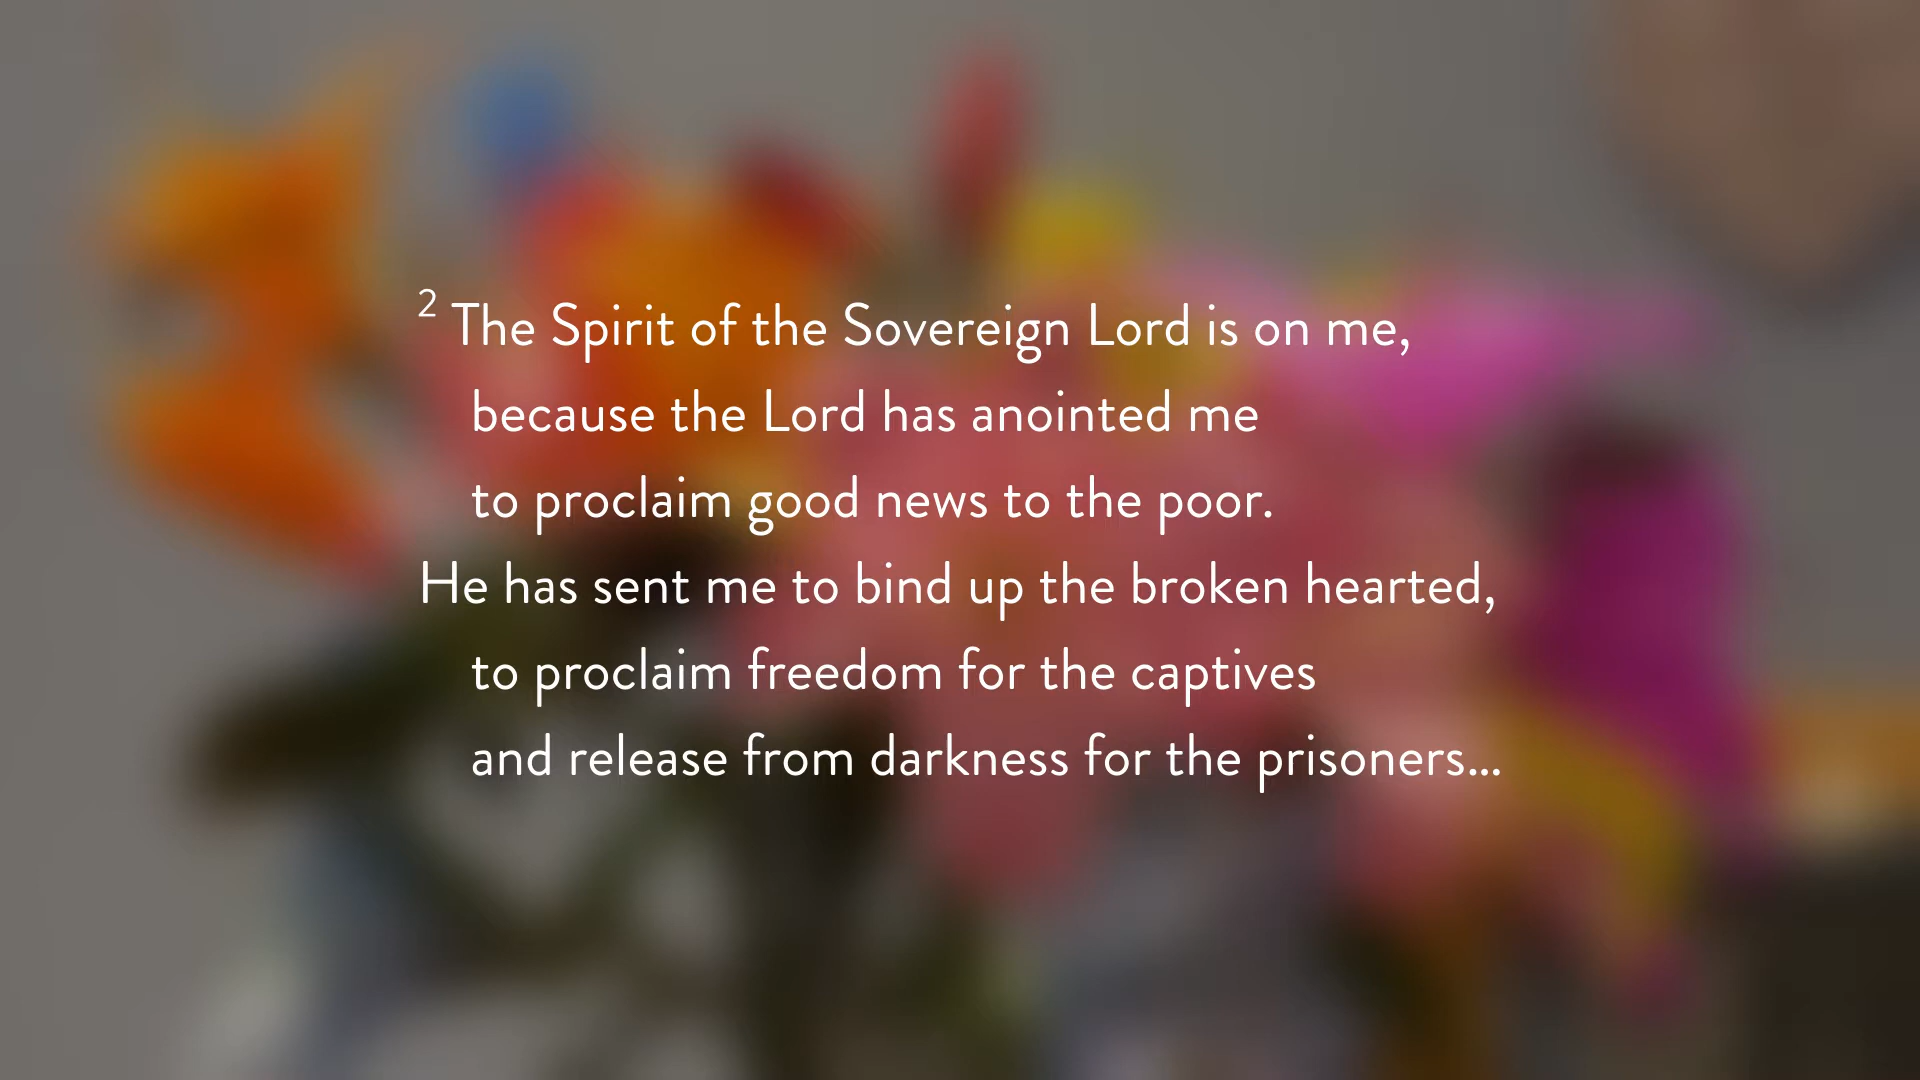 2 The Spirit of the Sovereign Lord is on me,
because the Lord has anointed me
to proclaim good news to the poor.
He has sent me to bind up the broken hearted,
to proclaim freedom for the captives
and release from darkness for the prisoners...